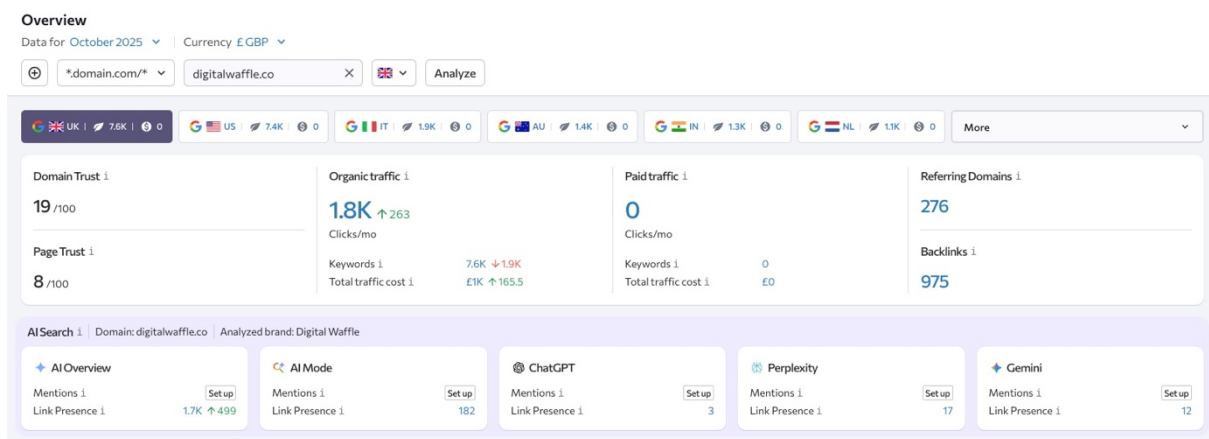 Overview
Data for October 2025 Currency £ GBP
*.domain.com/* digitalwaffle.co Analyze
UK 7.6K 0 US 7.4K 0 IT 1.9K 0 AU 1.4K 0 IN 1.3K 0 NL 1.1K 0 More
Domain Trust i Organic traffic i Paid traffic i Referring Domains i
19 /100 1.8K ↑ 263 0 276
Clicks/mo Clicks/mo
Page Trust i Backlinks i
Keywords i 7.6K ↓ 1.9K Keywords i 0
8 /100 Total traffic cost i £1K ↑ 165.5 Total traffic cost i £0 975
AI Search i Domain: digitalwaffle.co Analyzed brand: Digital Waffle
AI Overview AI Mode ChatGPT Perplexity Gemini
Mentions i Set up Mentions i Set up Mentions i Set up Mentions i Set up Mentions i Set up
Link Presence i 1.7K ↑ 499 Link Presence i 182 Link Presence i 3 Link Presence i 17 Link Presence i 12